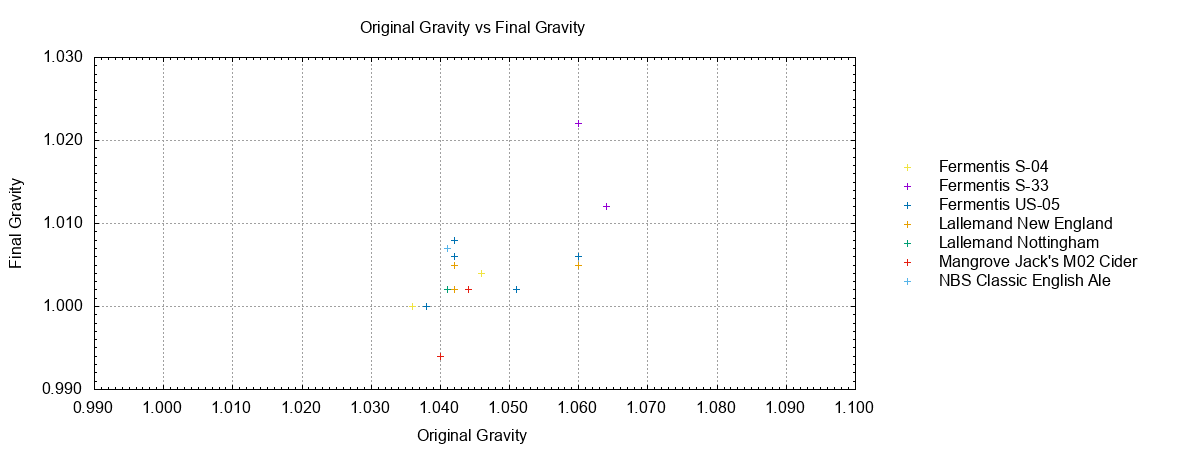 Original Gravity vs Final Gravity
1.030
1.020
1.010
1.000
0.990
Final Gravity
0.990 1.000 1.010 1.020 1.030 1.040 1.050 1.060 1.070 1.080 1.090 1.100
Original Gravity
Fermentis S-04
Fermentis S-33
Fermentis US-05
Lallemand New England
Lallemand Nottingham
Mangrove Jack's M02 Cider
NBS Classic English Ale